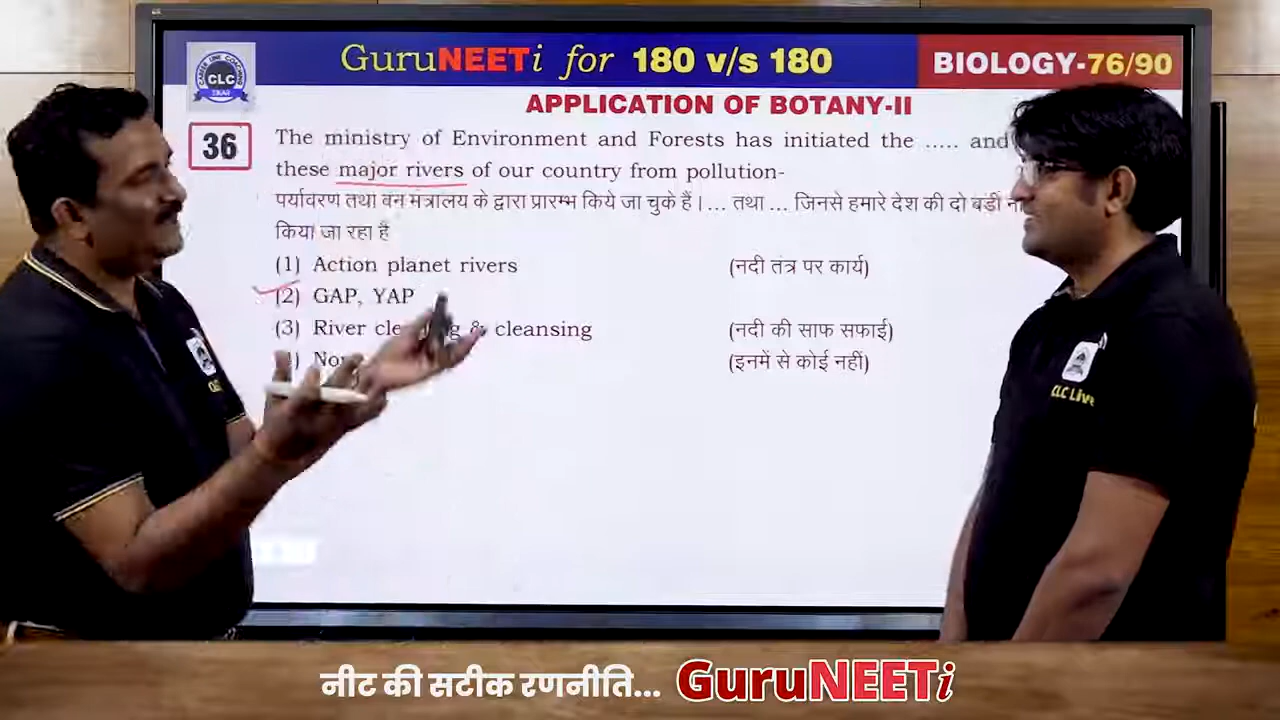 GuruNEETi for 180 v/s 180
BIOLOGY-76/90
CLC
SIKAR
APPLICATION OF BOTANY-II
36
The ministry of Environment and Forests has initiated the ..... and
these major rivers of our country from pollution-
पर्यावरण तथा वन मंत्रालय के द्वारा प्रारम्भ किये जा चुके हैं। ... तथा ... जिनसे हमारे देश की दो बडी
किया जा रहा है
(1) Action planet rivers (नदी तंत्र पर कार्य)
(2) GAP, YAP
(3) River & cleansing (नदी की साफ सफाई)
(इनमें से कोई नहीं)
CLC Live
नीट की सटीक रणनीति... GuruNEETi